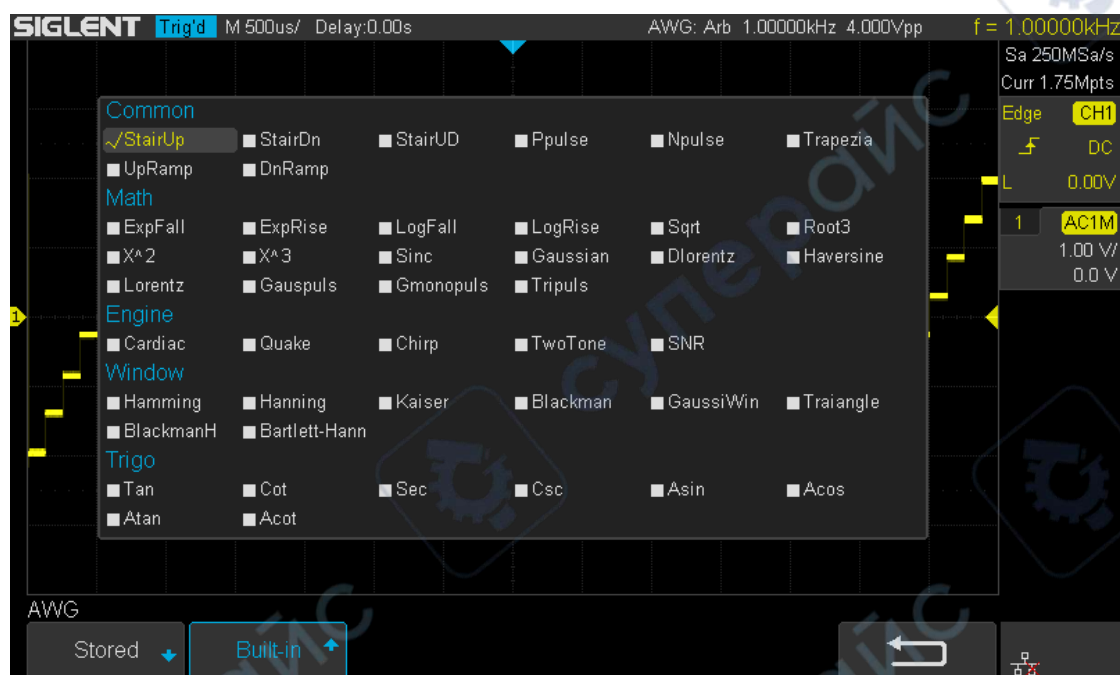 SIGLENT Trig'd M 500us/ Delay:0.00s AWG: Arb 1.00000kHz 4.000Vpp f = 1.00000kHz
Sa 250MSa/s
Curr 1.75Mpts
Edge CH1
DC
L 0.00V
1 AC1M
1.00 V/
0.0 V
Common
StairUp StairDn StairUD Ppulse Npulse Trapezia
UpRamp DnRamp
Math
ExpFall ExpRise LogFall LogRise Sqrt Root3
X^2 X^3 Sinc Gaussian Dlorentz Haversine
Lorentz Gauspuls Gmonopuls Tripuls
Engine
1
Cardiac Quake Chirp TwoTone SNR
Window
Hamming Hanning Kaiser Blackman GaussiWin Traiangle
BlackmanH Bartlett-Hann
Trigo
Tan Cot Sec Csc Asin Acos
Atan Acot
AWG
Stored Built-in
суперайс